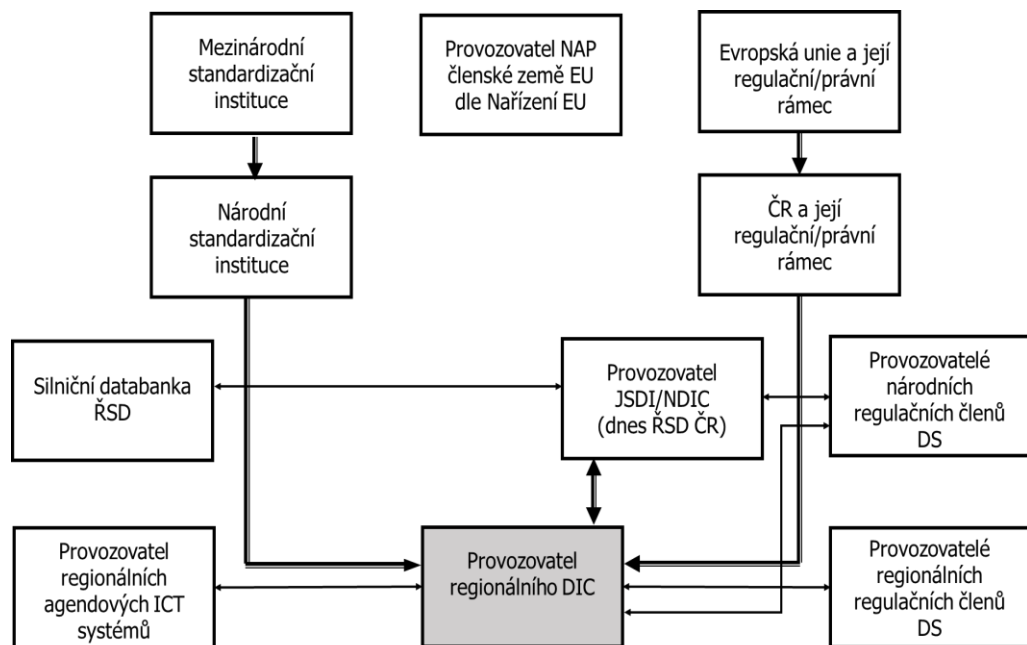 Mezinárodní
standardizační
instituce
Provozovatel NAP
členské země EU
dle Nařízení EU
Evropská unie a její
regulační/právní
rámec
Národní
standardizační
instituce
ČR a její
regulační/právní
rámec
Silniční databanka
ŘSD
Provozovatel
JSDI/NDIC
(dnes ŘSD ČR)
Provozovatelé
národních
regulačních členů
DS
Provozovatel
regionálních
agendových ICT
systémů
Provozovatel
regionálního DIC
Provozovatelé
regionálních
regulačních členů
DS